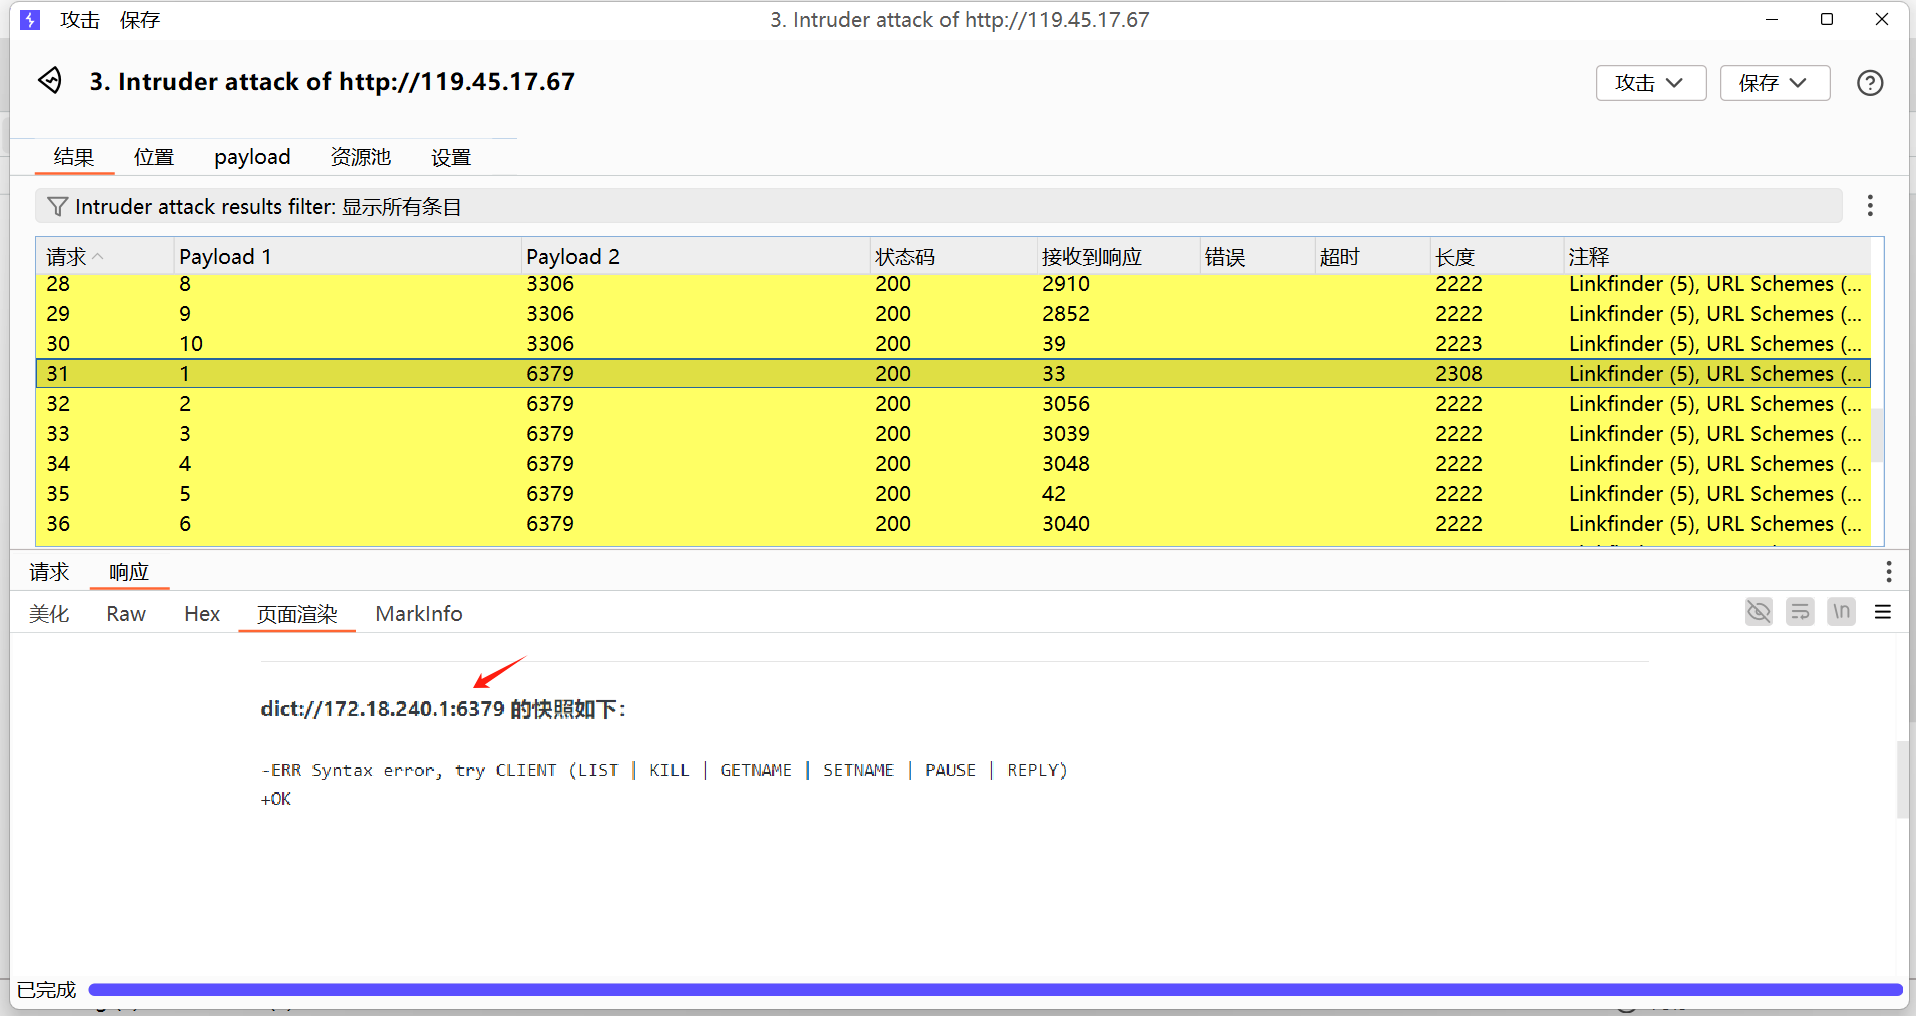 攻击 保存 3. Intruder attack of http://119.45.17.67
3. Intruder attack of http://119.45.17.67 攻击 保存
结果 位置 payload 资源池 设置
Intruder attack results filter: 显示所有条目
请求 Payload 1 Payload 2 状态码 接收到响应 错误 超时 长度 注释
28 8 3306 200 2910 2222 Linkfinder (5), URL Schemes (...
29 9 3306 200 2852 2222 Linkfinder (5), URL Schemes (...
30 10 3306 200 39 2223 Linkfinder (5), URL Schemes (...
31 1 6379 200 33 2308 Linkfinder (5), URL Schemes (...
32 2 6379 200 3056 2222 Linkfinder (5), URL Schemes (...
33 3 6379 200 3039 2222 Linkfinder (5), URL Schemes (...
34 4 6379 200 3048 2222 Linkfinder (5), URL Schemes (...
35 5 6379 200 42 2222 Linkfinder (5), URL Schemes (...
36 6 6379 200 3040 2222 Linkfinder (5), URL Schemes (...
请求 响应
美化 Raw Hex 页面渲染 MarkInfo \n
dict://172.18.240.1:6379 的快照如下：
-ERR Syntax error, try CLIENT (LIST | KILL | GETNAME | SETNAME | PAUSE | REPLY)
+OK
已完成